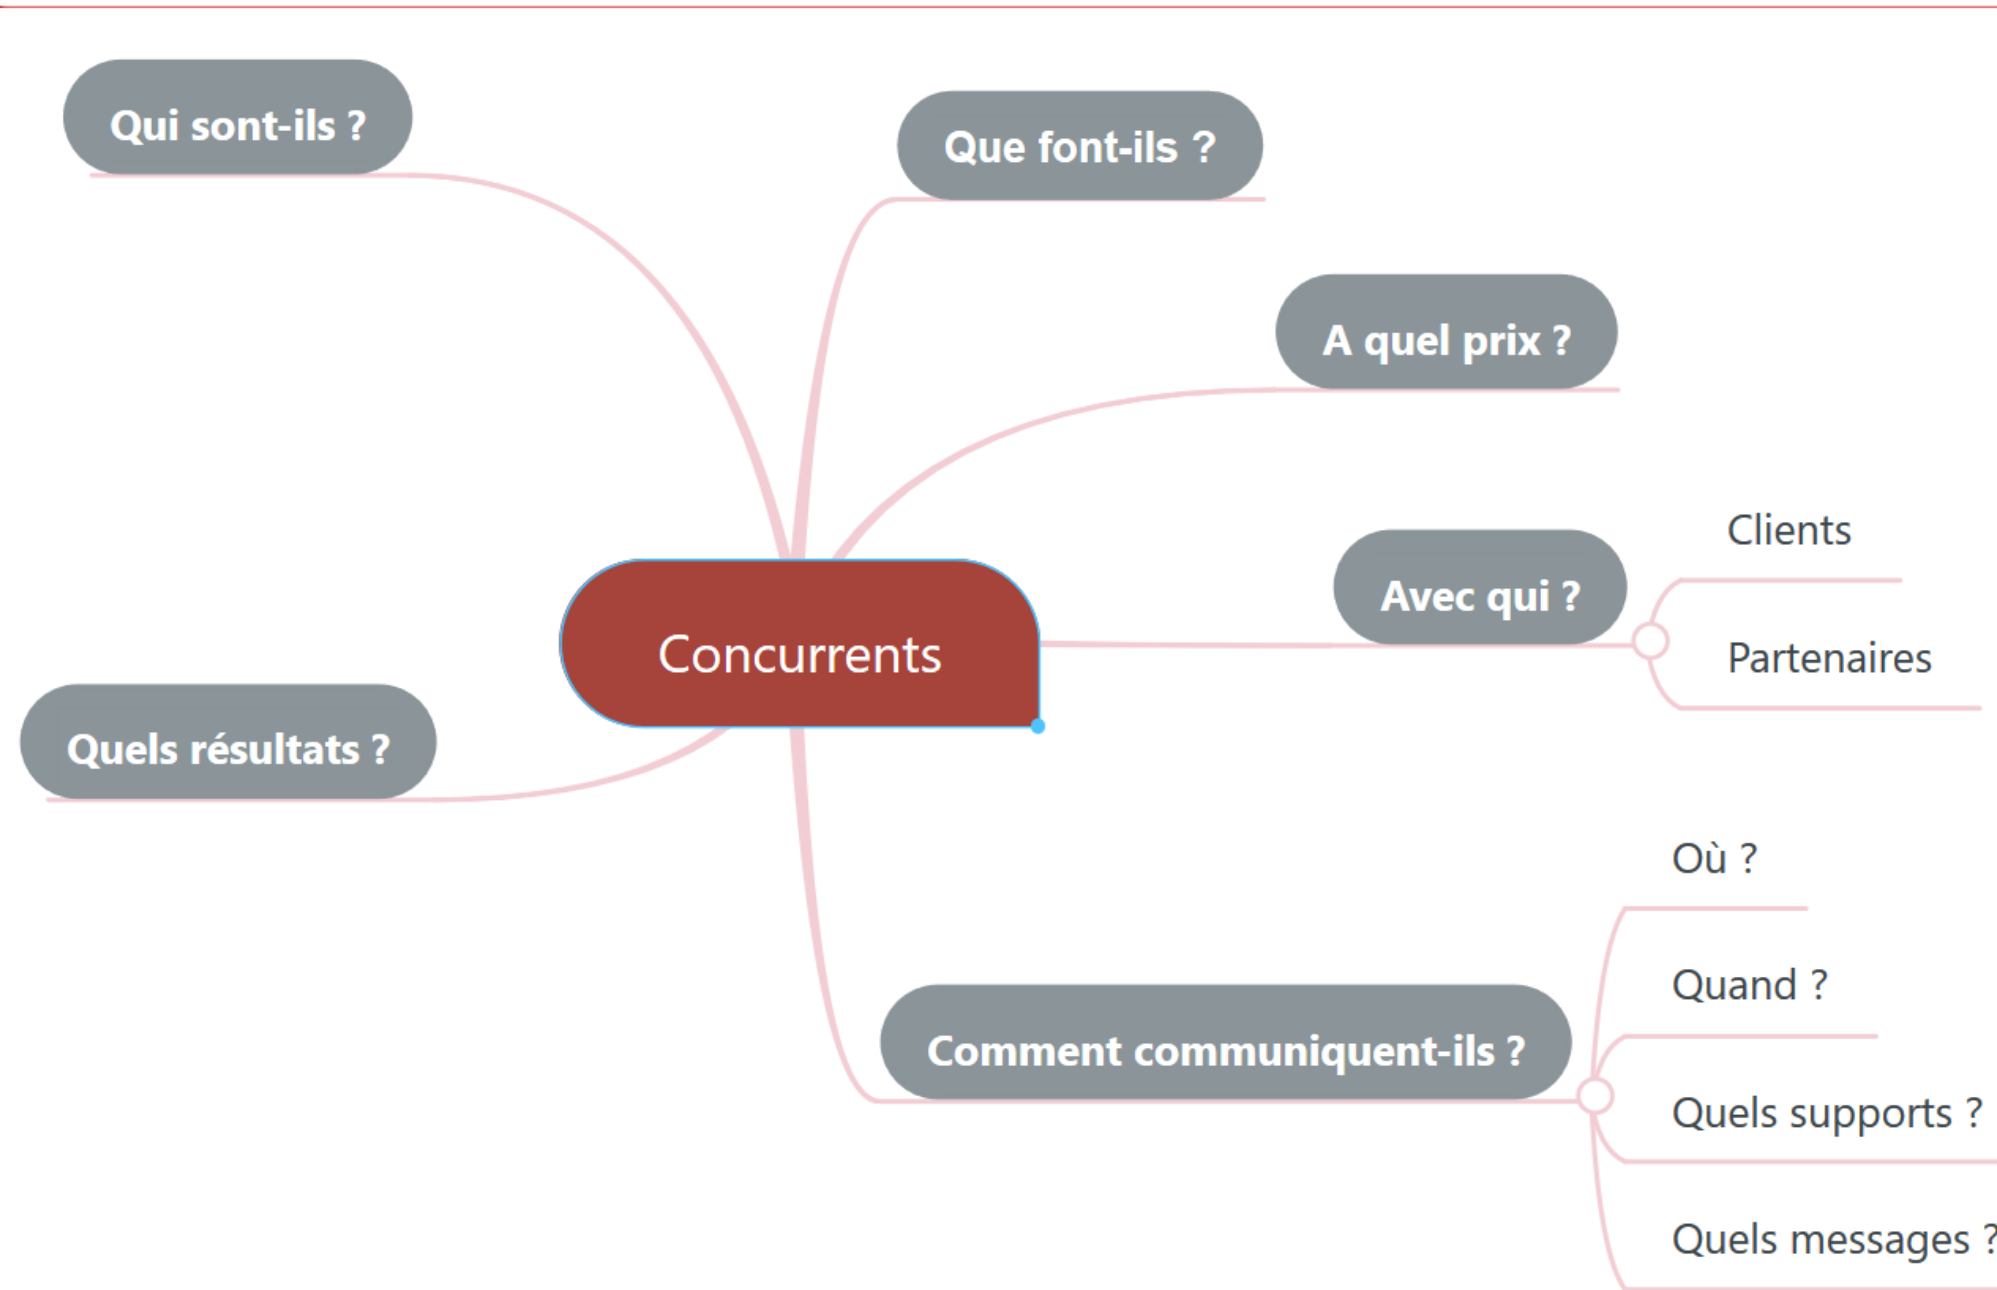 Qui sont-ils ?
Que font-ils ?
A quel prix ?
Clients
Avec qui ?
Partenaires
Concurrents
Quels résultats ?
Où ?
Quand ?
Comment communiquent-ils ?
Quels supports ?
Quels messages ?